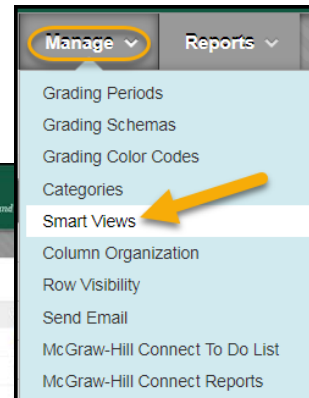 Manage Reports
Grading Periods
Grading Schemas
Grading Color Codes
Categories
and
Smart Views
Column Organization
Row Visibility
Send Email
McGraw-Hill Connect To Do List
McGraw-Hill Connect Reports